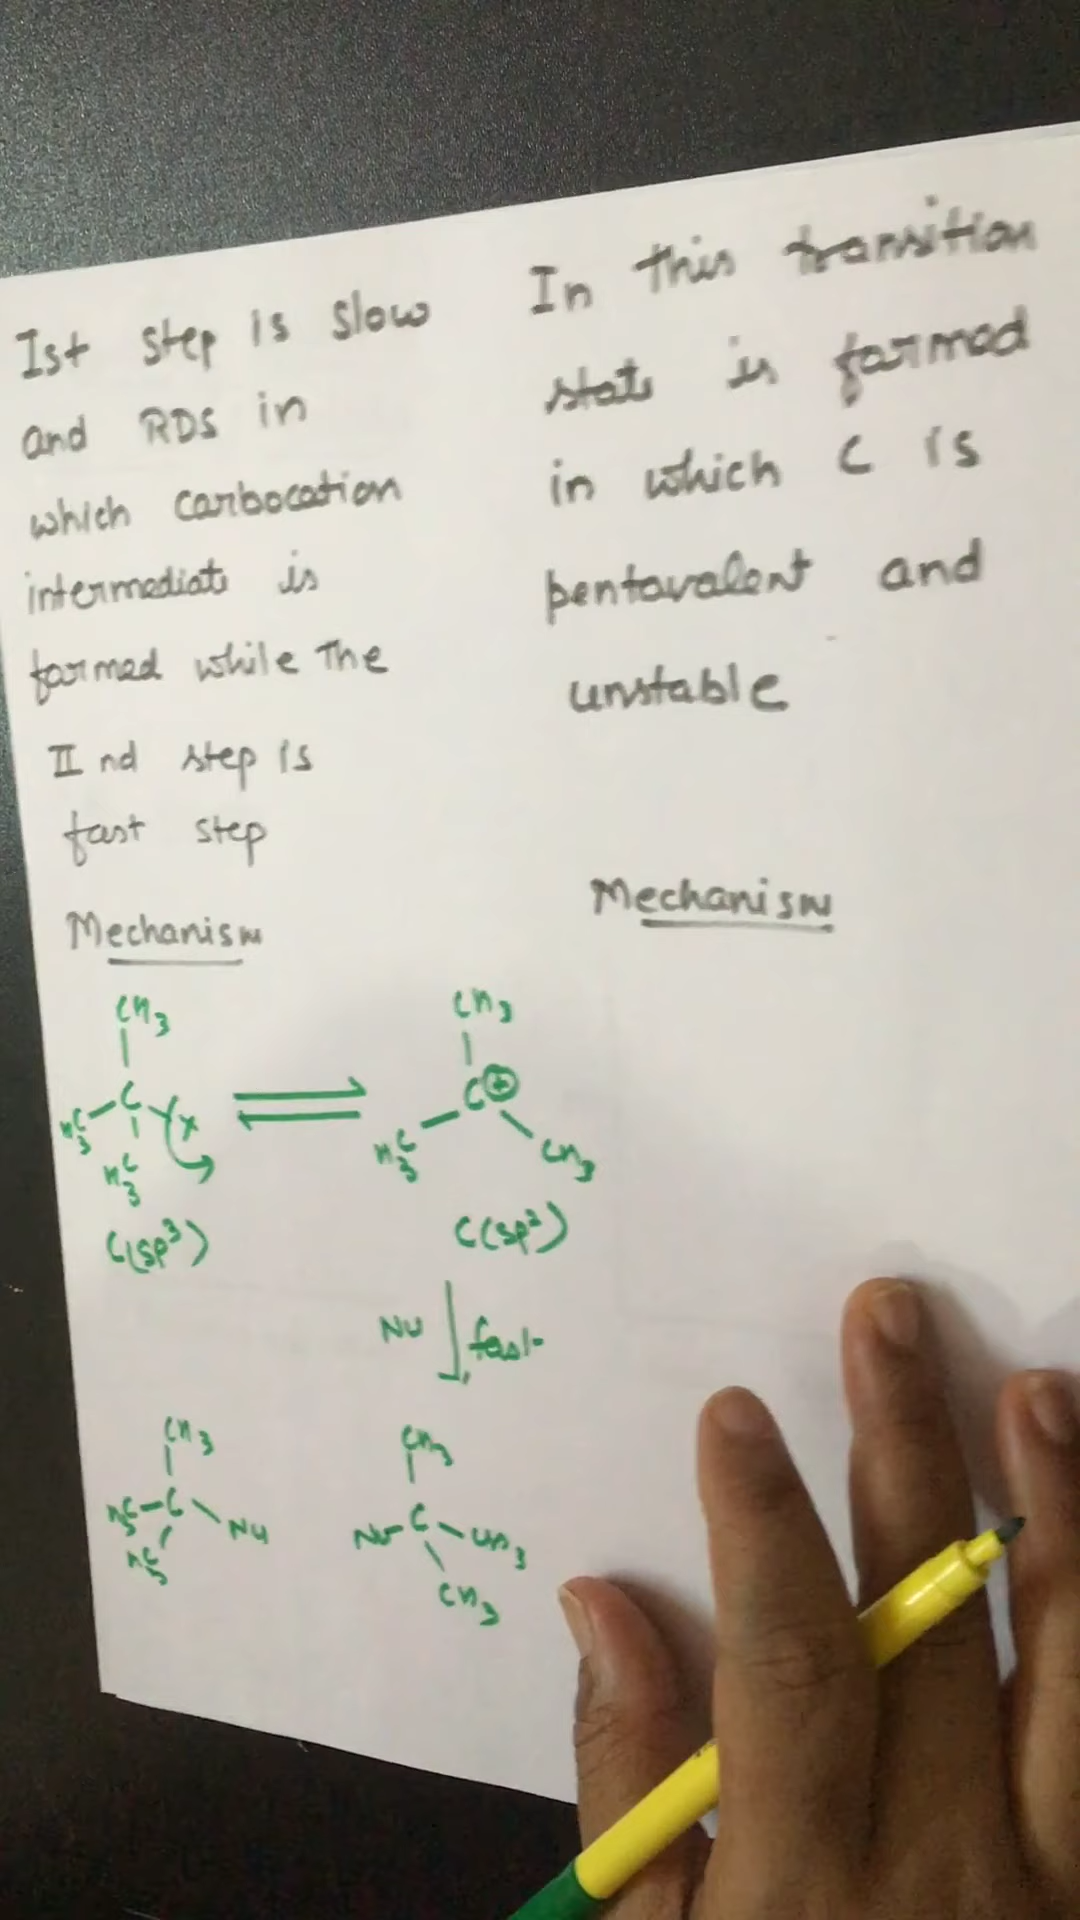 Ist step is slow
and RDS in
which carbocation
intermediate is
formed while the
II nd step is
fast step
Mechanism
CH3
H3C C X
H3C
C(sp3)
CH3
C +
H3C CH3
C(sp2)
Nu fast
CH3
H3C C Nu
H3C
CH3
Nu C CH3
CH3
In this transition
state is formed
in which C is
pentavalent and
unstable
Mechanism